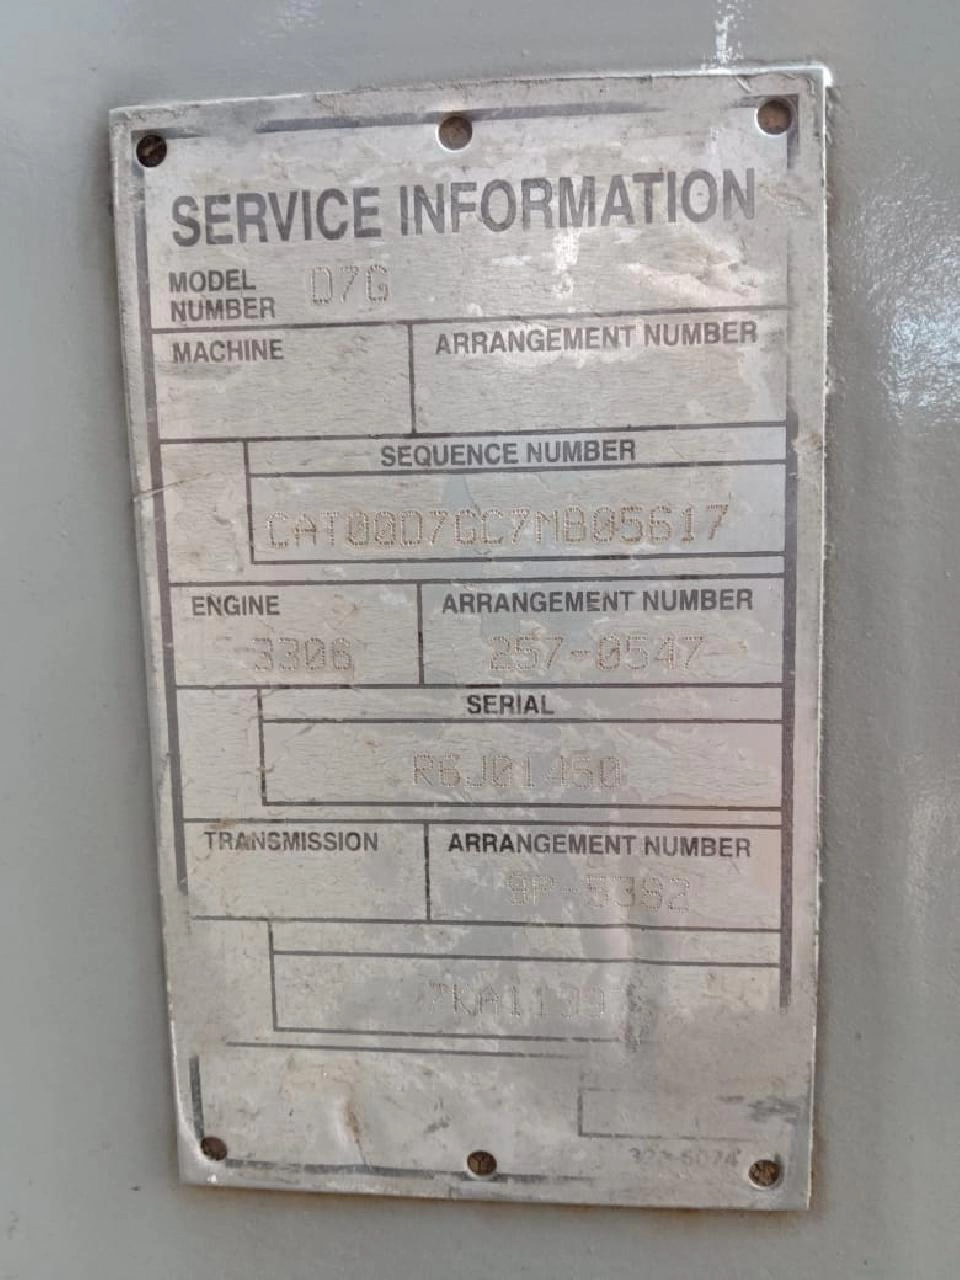 SERVICE INFORMATION
MODEL NUMBER D7G
MACHINE ARRANGEMENT NUMBER
SEQUENCE NUMBER
CAT00D7GC7MB05617
ENGINE ARRANGEMENT NUMBER
3306 257-0547
SERIAL
R6J01450
TRANSMISSION ARRANGEMENT NUMBER
9P-5382